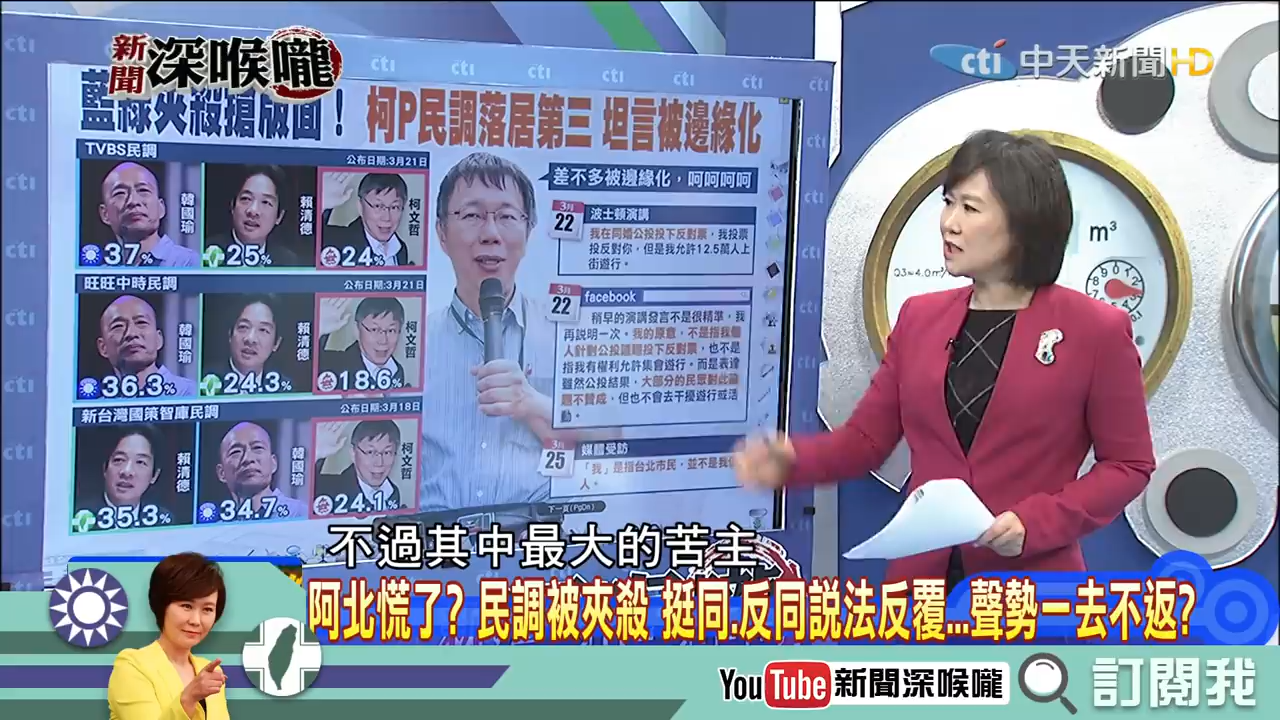 新聞深喉嚨
cti 中天新聞HD
藍綠夾殺搶版面！ 柯P民調落居第三 坦言被邊緣化
TVBS民調 公布日期:3月21日
韓國瑜 37%
賴清德 25%
柯文哲 24%
旺旺中時民調 公布日期:3月21日
韓國瑜 36.3%
賴清德 24.3%
柯文哲 18.6%
新台灣國策智庫民調 公布日期:3月18日
賴清德 35.3%
韓國瑜 34.7%
柯文哲 24.1%
差不多被邊緣化，呵呵呵呵
3月 22 波士頓演講
我在同婚公投投下反對票，我投票
投反對你，但是我允許12.5萬人上
街遊行。
3月 22 facebook
稍早的演講發言不是很精準，我
再說明一次。我的原意，不是指我個
人針對公投議題投下反對票，也不是
指我有權利允許集會遊行。而是表達
雖然公投結果，大部分的民眾對此議
題不贊成，但也不會去干擾遊行或活
動。
3月 25 媒體受訪
「我」是指台北市民，並不是我
人。
下一頁(PgDn)
m³
Q3=4.0m³/
不過其中最大的苦主
阿北慌了? 民調被夾殺 挺同.反同説法反覆...聲勢一去不返?
YouTube 新聞深喉嚨 訂閱我